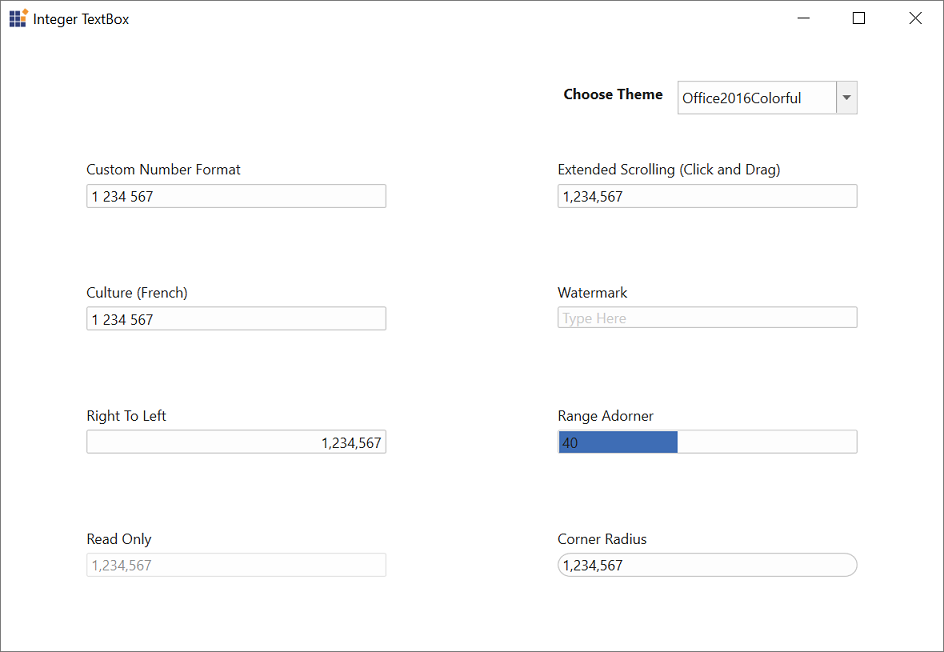 Integer TextBox
Choose Theme
Office2016Colorful
Custom Number Format
1 234 567
Extended Scrolling (Click and Drag)
1,234,567
Culture (French)
1 234 567
Watermark
Type Here
Right To Left
1,234,567
Range Adorner
40
Read Only
1,234,567
Corner Radius
1,234,567